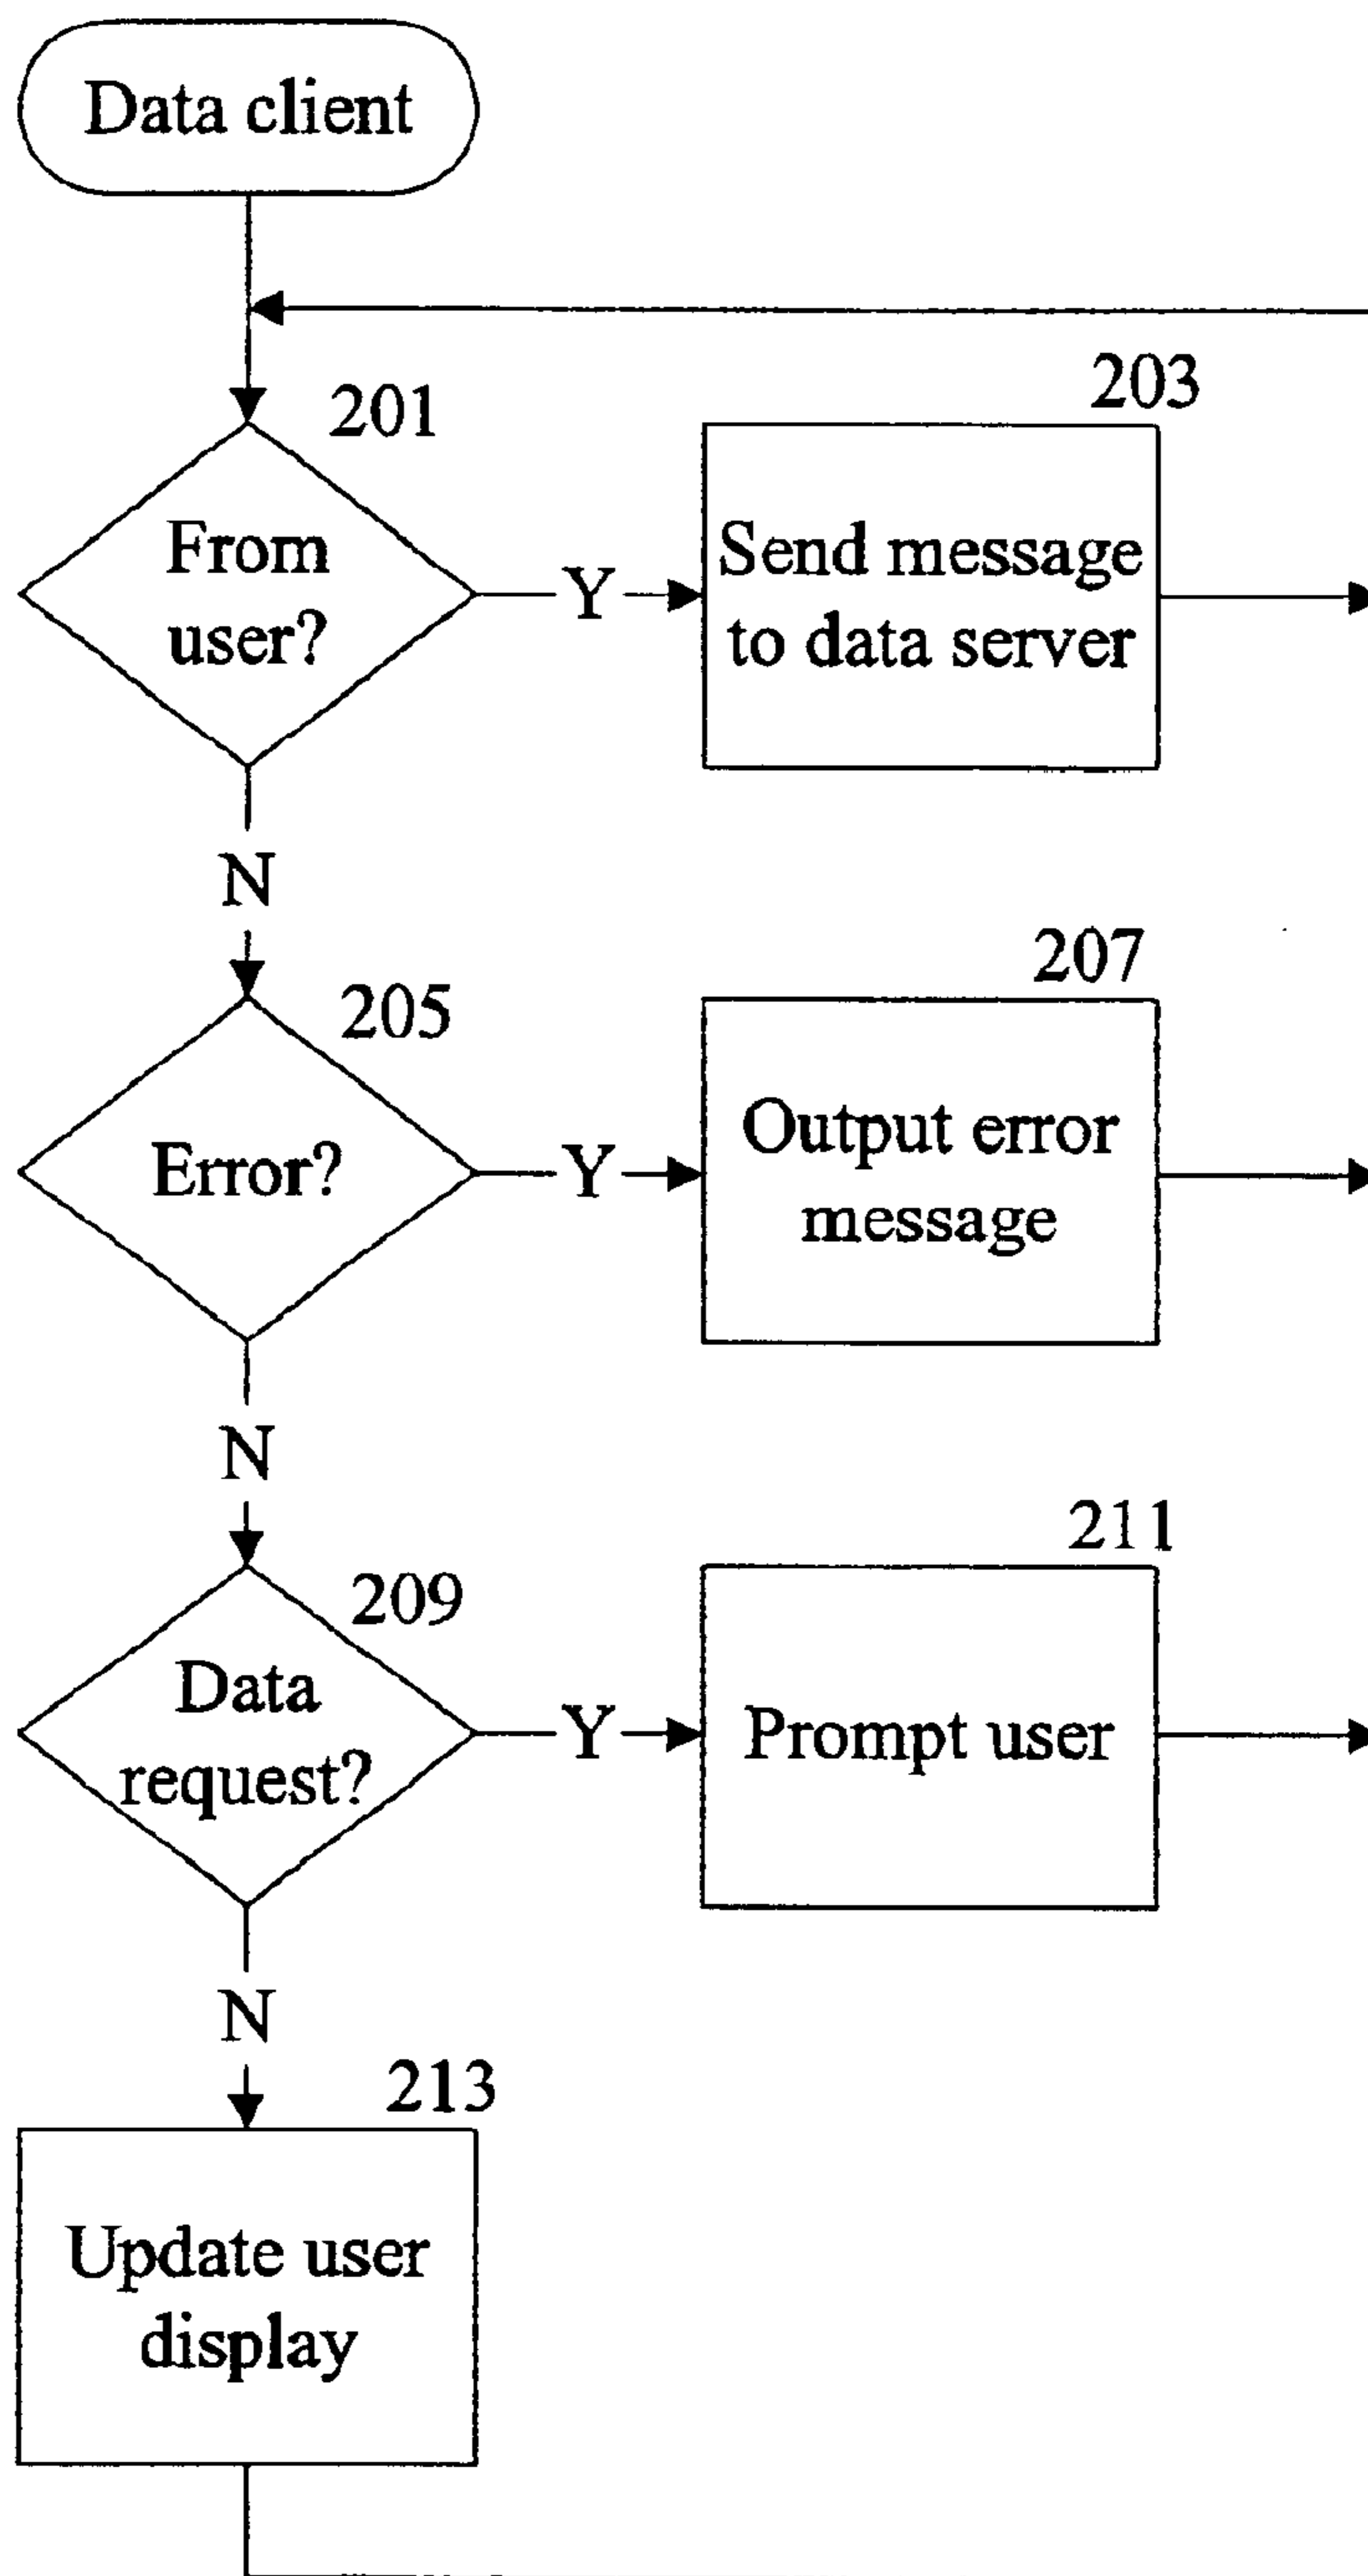 Data client
201
203
From
user?
Y
Send message
to data server
N
205
207
Error?
Y
Output error
message
N
209
211
Data
request?
Y
Prompt user
N
213
Update user
display